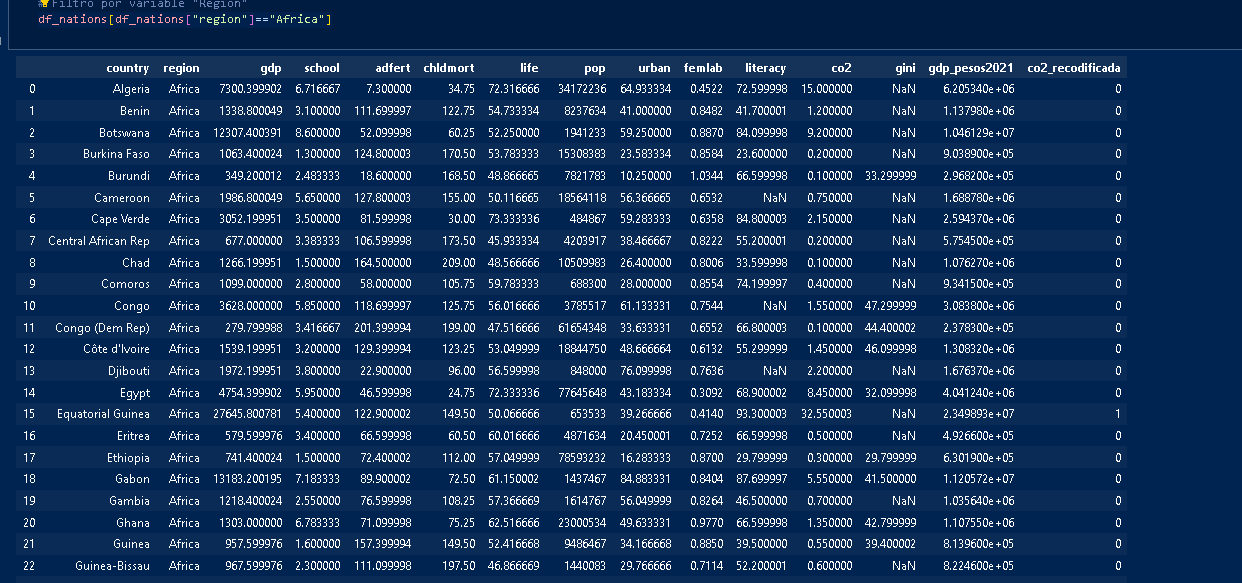 #Filtro por variable "Region"
df_nations[df_nations["region"]=="Africa"]
country region gdp school adfert chldmort life pop urban femlab literacy co2 gini gdp_pesos2021 co2_recodificada
0 Algeria Africa 7300.399902 6.716667 7.300000 34.75 72.316666 34172236 64.933334 0.4522 72.599998 15.000000 NaN 6.205340e+06 0
1 Benin Africa 1338.800049 3.100000 111.699997 122.75 54.733334 8237634 41.000000 0.8482 41.700001 1.200000 NaN 1.137980e+06 0
2 Botswana Africa 12307.400391 8.600000 52.099998 60.25 52.250000 1941233 59.250000 0.8870 84.099998 9.200000 NaN 1.046129e+07 0
3 Burkina Faso Africa 1063.400024 1.300000 124.800003 170.50 53.783333 15308383 23.583334 0.8584 23.600000 0.200000 NaN 9.038900e+05 0
4 Burundi Africa 349.200012 2.483333 18.600000 168.50 48.866665 7821783 10.250000 1.0344 66.599998 0.100000 33.299999 2.968200e+05 0
5 Cameroon Africa 1986.800049 5.650000 127.800003 155.00 50.116665 18564118 56.366665 0.6532 NaN 0.750000 NaN 1.688780e+06 0
6 Cape Verde Africa 3052.199951 3.500000 81.599998 30.00 73.333336 484867 59.283333 0.6358 84.800003 2.150000 NaN 2.594370e+06 0
7 Central African Rep Africa 677.000000 3.383333 106.599998 173.50 45.933334 4203917 38.466667 0.8222 55.200001 0.200000 NaN 5.754500e+05 0
8 Chad Africa 1266.199951 1.500000 164.500000 209.00 48.566666 10509983 26.400000 0.8006 33.599998 0.100000 NaN 1.076270e+06 0
9 Comoros Africa 1099.000000 2.800000 58.000000 105.75 59.783333 688300 28.000000 0.8554 74.199997 0.400000 NaN 9.341500e+05 0
10 Congo Africa 3628.000000 5.850000 118.699997 125.75 56.016666 3785517 61.133331 0.7544 NaN 1.550000 47.299999 3.083800e+06 0
11 Congo (Dem Rep) Africa 279.799988 3.416667 201.399994 199.00 47.516666 61654348 33.633331 0.6552 66.800003 0.100000 44.400002 2.378300e+05 0
12 Côte d'Ivoire Africa 1539.199951 3.200000 129.399994 123.25 53.049999 18844750 48.666664 0.6132 55.299999 1.450000 46.099998 1.308320e+06 0
13 Djibouti Africa 1972.199951 3.800000 22.900000 96.00 56.599998 848000 76.099998 0.7636 NaN 2.200000 NaN 1.676370e+06 0
14 Egypt Africa 4754.399902 5.950000 46.599998 24.75 72.333336 77645648 43.183334 0.3092 68.900002 8.450000 32.099998 4.041240e+06 0
15 Equatorial Guinea Africa 27645.800781 5.400000 122.900002 149.50 50.066666 653533 39.266666 0.4140 93.300003 32.550003 NaN 2.349893e+07 1
16 Eritrea Africa 579.599976 3.400000 66.599998 60.50 60.016666 4871634 20.450001 0.7252 66.599998 0.500000 NaN 4.926600e+05 0
17 Ethiopia Africa 741.400024 1.500000 72.400002 112.00 57.049999 78593232 16.283333 0.8700 29.799999 0.300000 29.799999 6.301900e+05 0
18 Gabon Africa 13183.200195 7.183333 89.900002 72.50 61.150002 1437467 84.883331 0.8404 87.699997 5.550000 41.500000 1.120572e+07 0
19 Gambia Africa 1218.400024 2.550000 76.599998 108.25 57.366669 1614767 56.049999 0.8264 46.500000 0.700000 NaN 1.035640e+06 0
20 Ghana Africa 1303.000000 6.783333 71.099998 75.25 62.516666 23000534 49.633331 0.9770 66.599998 1.350000 42.799999 1.107550e+06 0
21 Guinea Africa 957.599976 1.600000 157.399994 149.50 52.416668 9486467 34.166668 0.8850 39.500000 0.550000 39.400002 8.139600e+05 0
22 Guinea-Bissau Africa 967.599976 2.300000 111.099998 197.50 46.866669 1440083 29.766666 0.7114 52.200001 0.600000 NaN 8.224600e+05 0